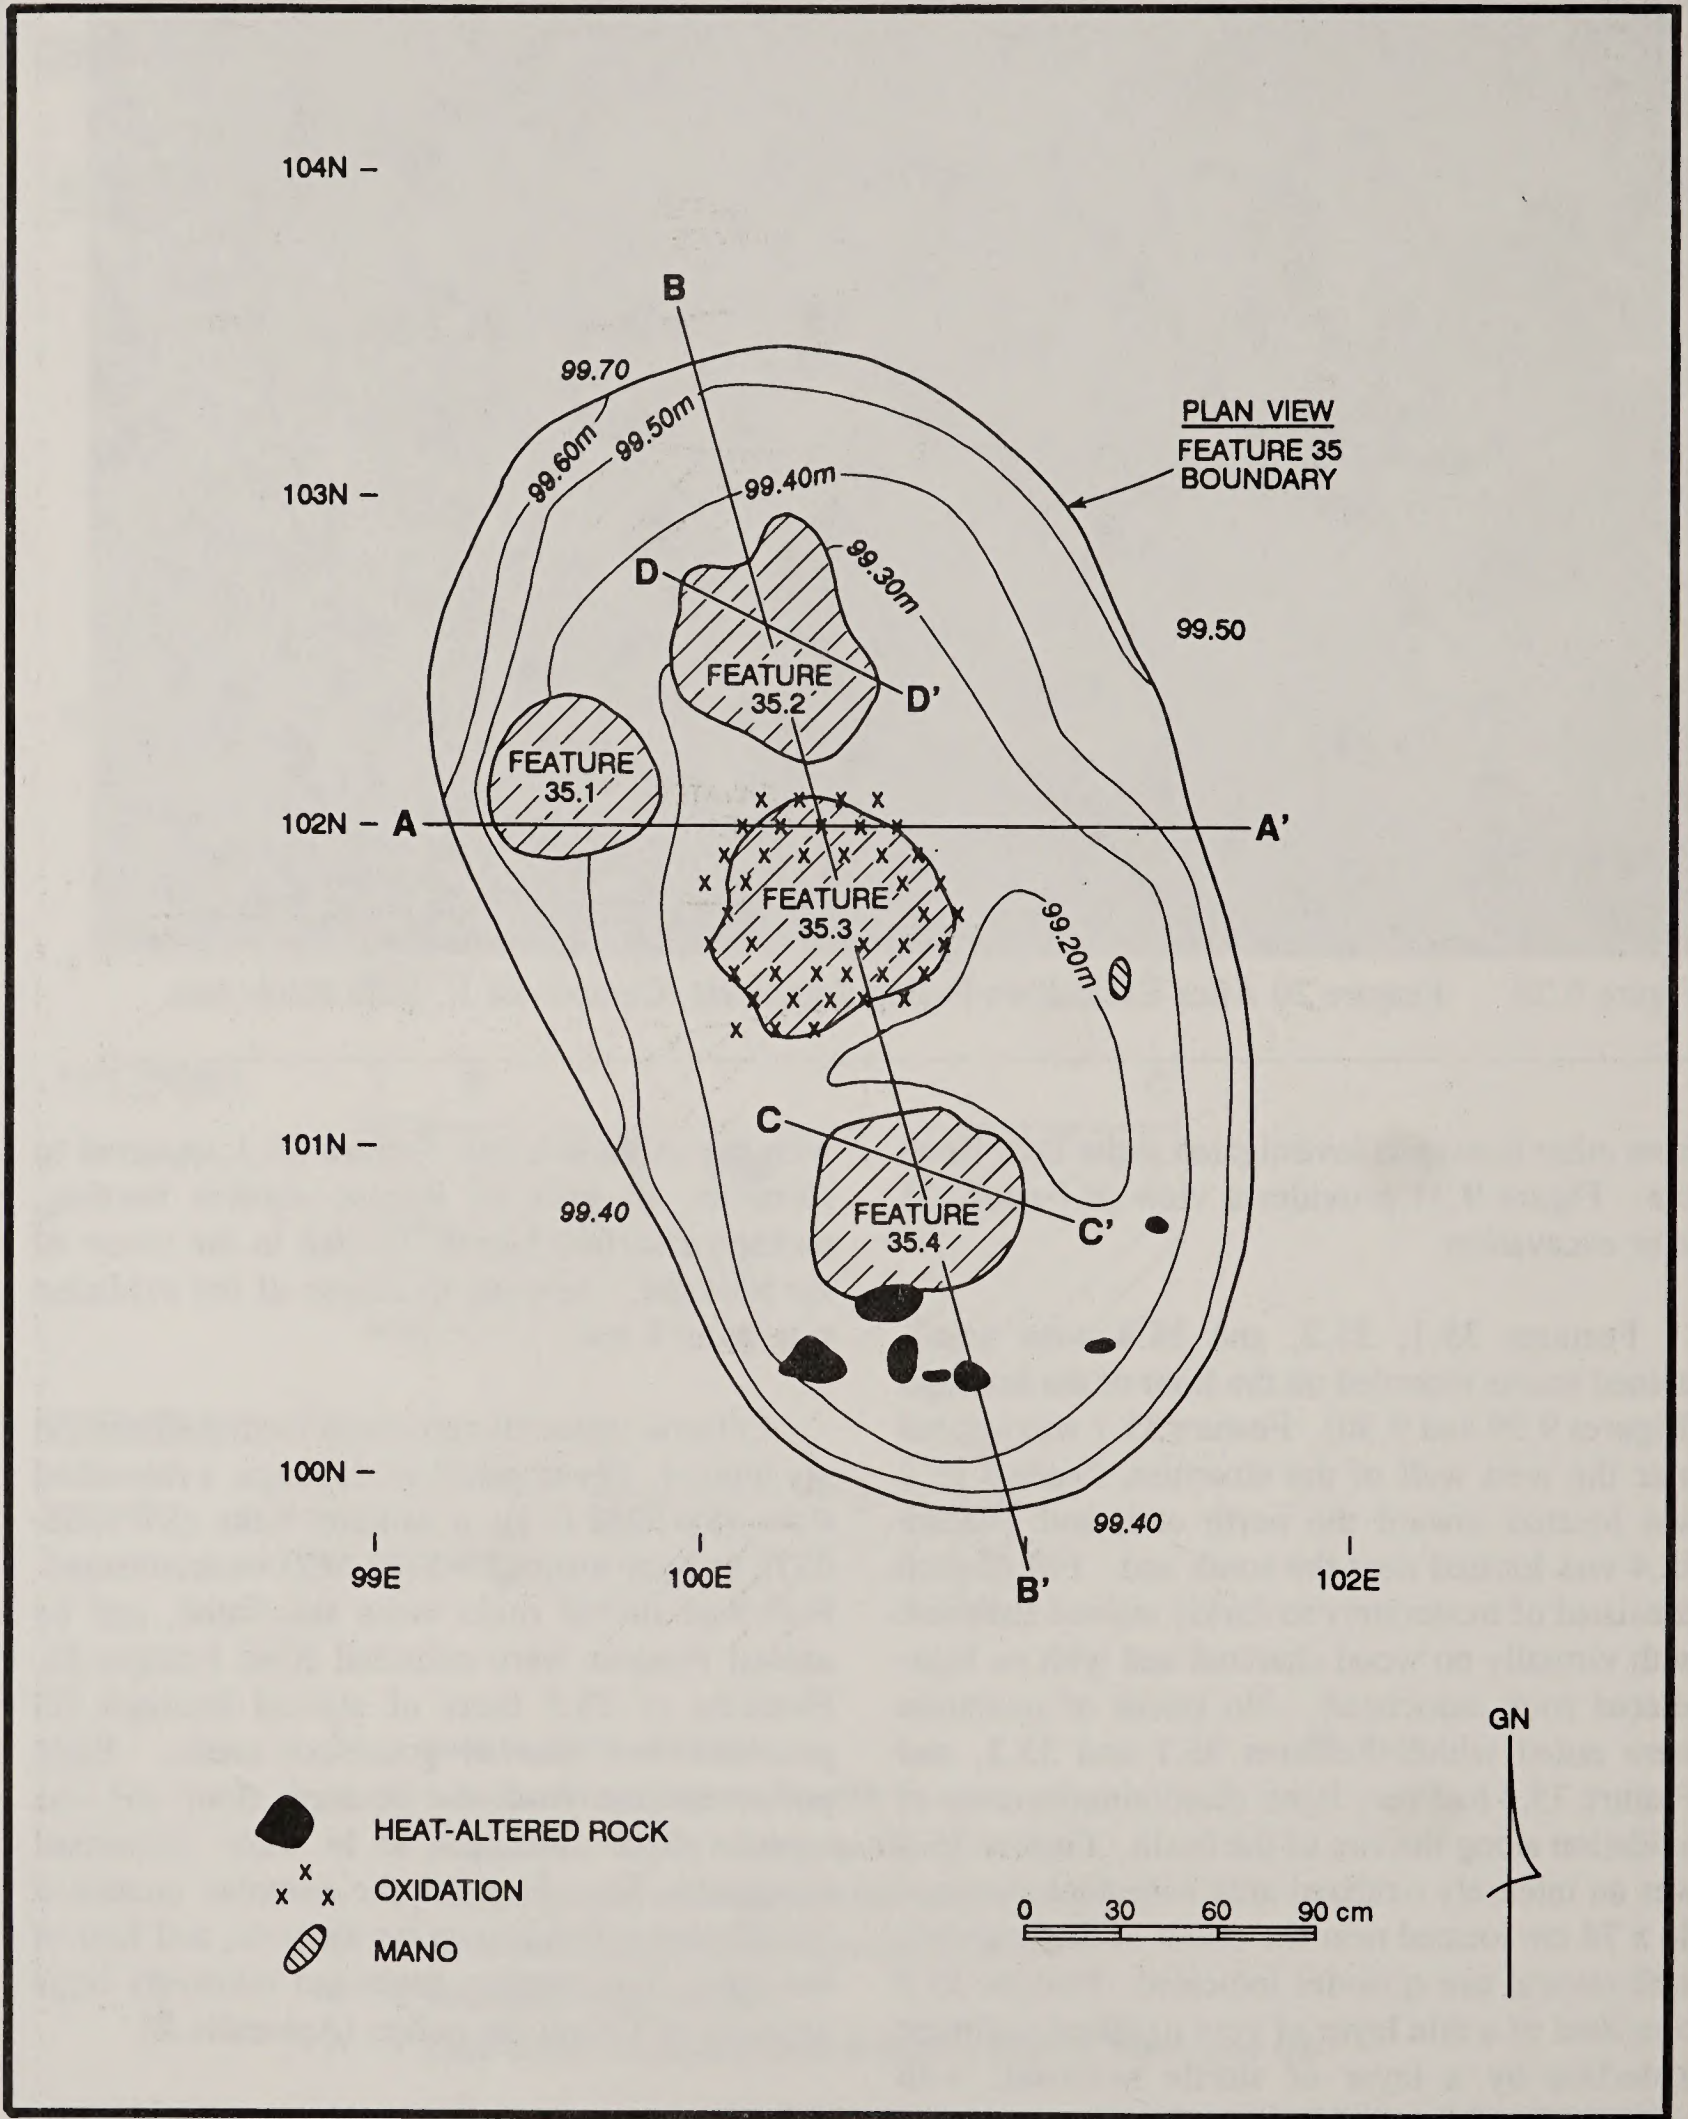 104N
B
99.70
PLAN VIEW
FEATURE 35
BOUNDARY
99.60m
99.50m
99.40m
103N
99.30m
D
99.50
FEATURE
35.2
D'
FEATURE
35.1
102N
A
A'
FEATURE
35.3
99.20m
C
101N
99.40
FEATURE
35.4
C'
100N
99.40
99E
100E
B'
102E
GN
HEAT-ALTERED ROCK
OXIDATION
MANO
0 30 60 90 cm